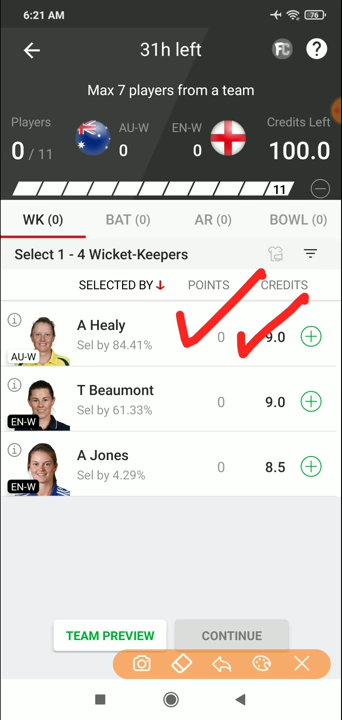 6:21 AM
76
31h left
FC
?
Max 7 players from a team
Players
AU-W
EN-W
Credits Left
0 / 11
0
0
100.0
11
WK (0)
BAT (0)
AR (0)
BOWL (0)
Select 1 - 4 Wicket-Keepers
SELECTED BY
POINTS
CREDITS
A Healy
Sel by 84.41%
0
9.0
AU-W
T Beaumont
Sel by 61.33%
0
9.0
EN-W
A Jones
Sel by 4.29%
0
8.5
EN-W
TEAM PREVIEW
CONTINUE